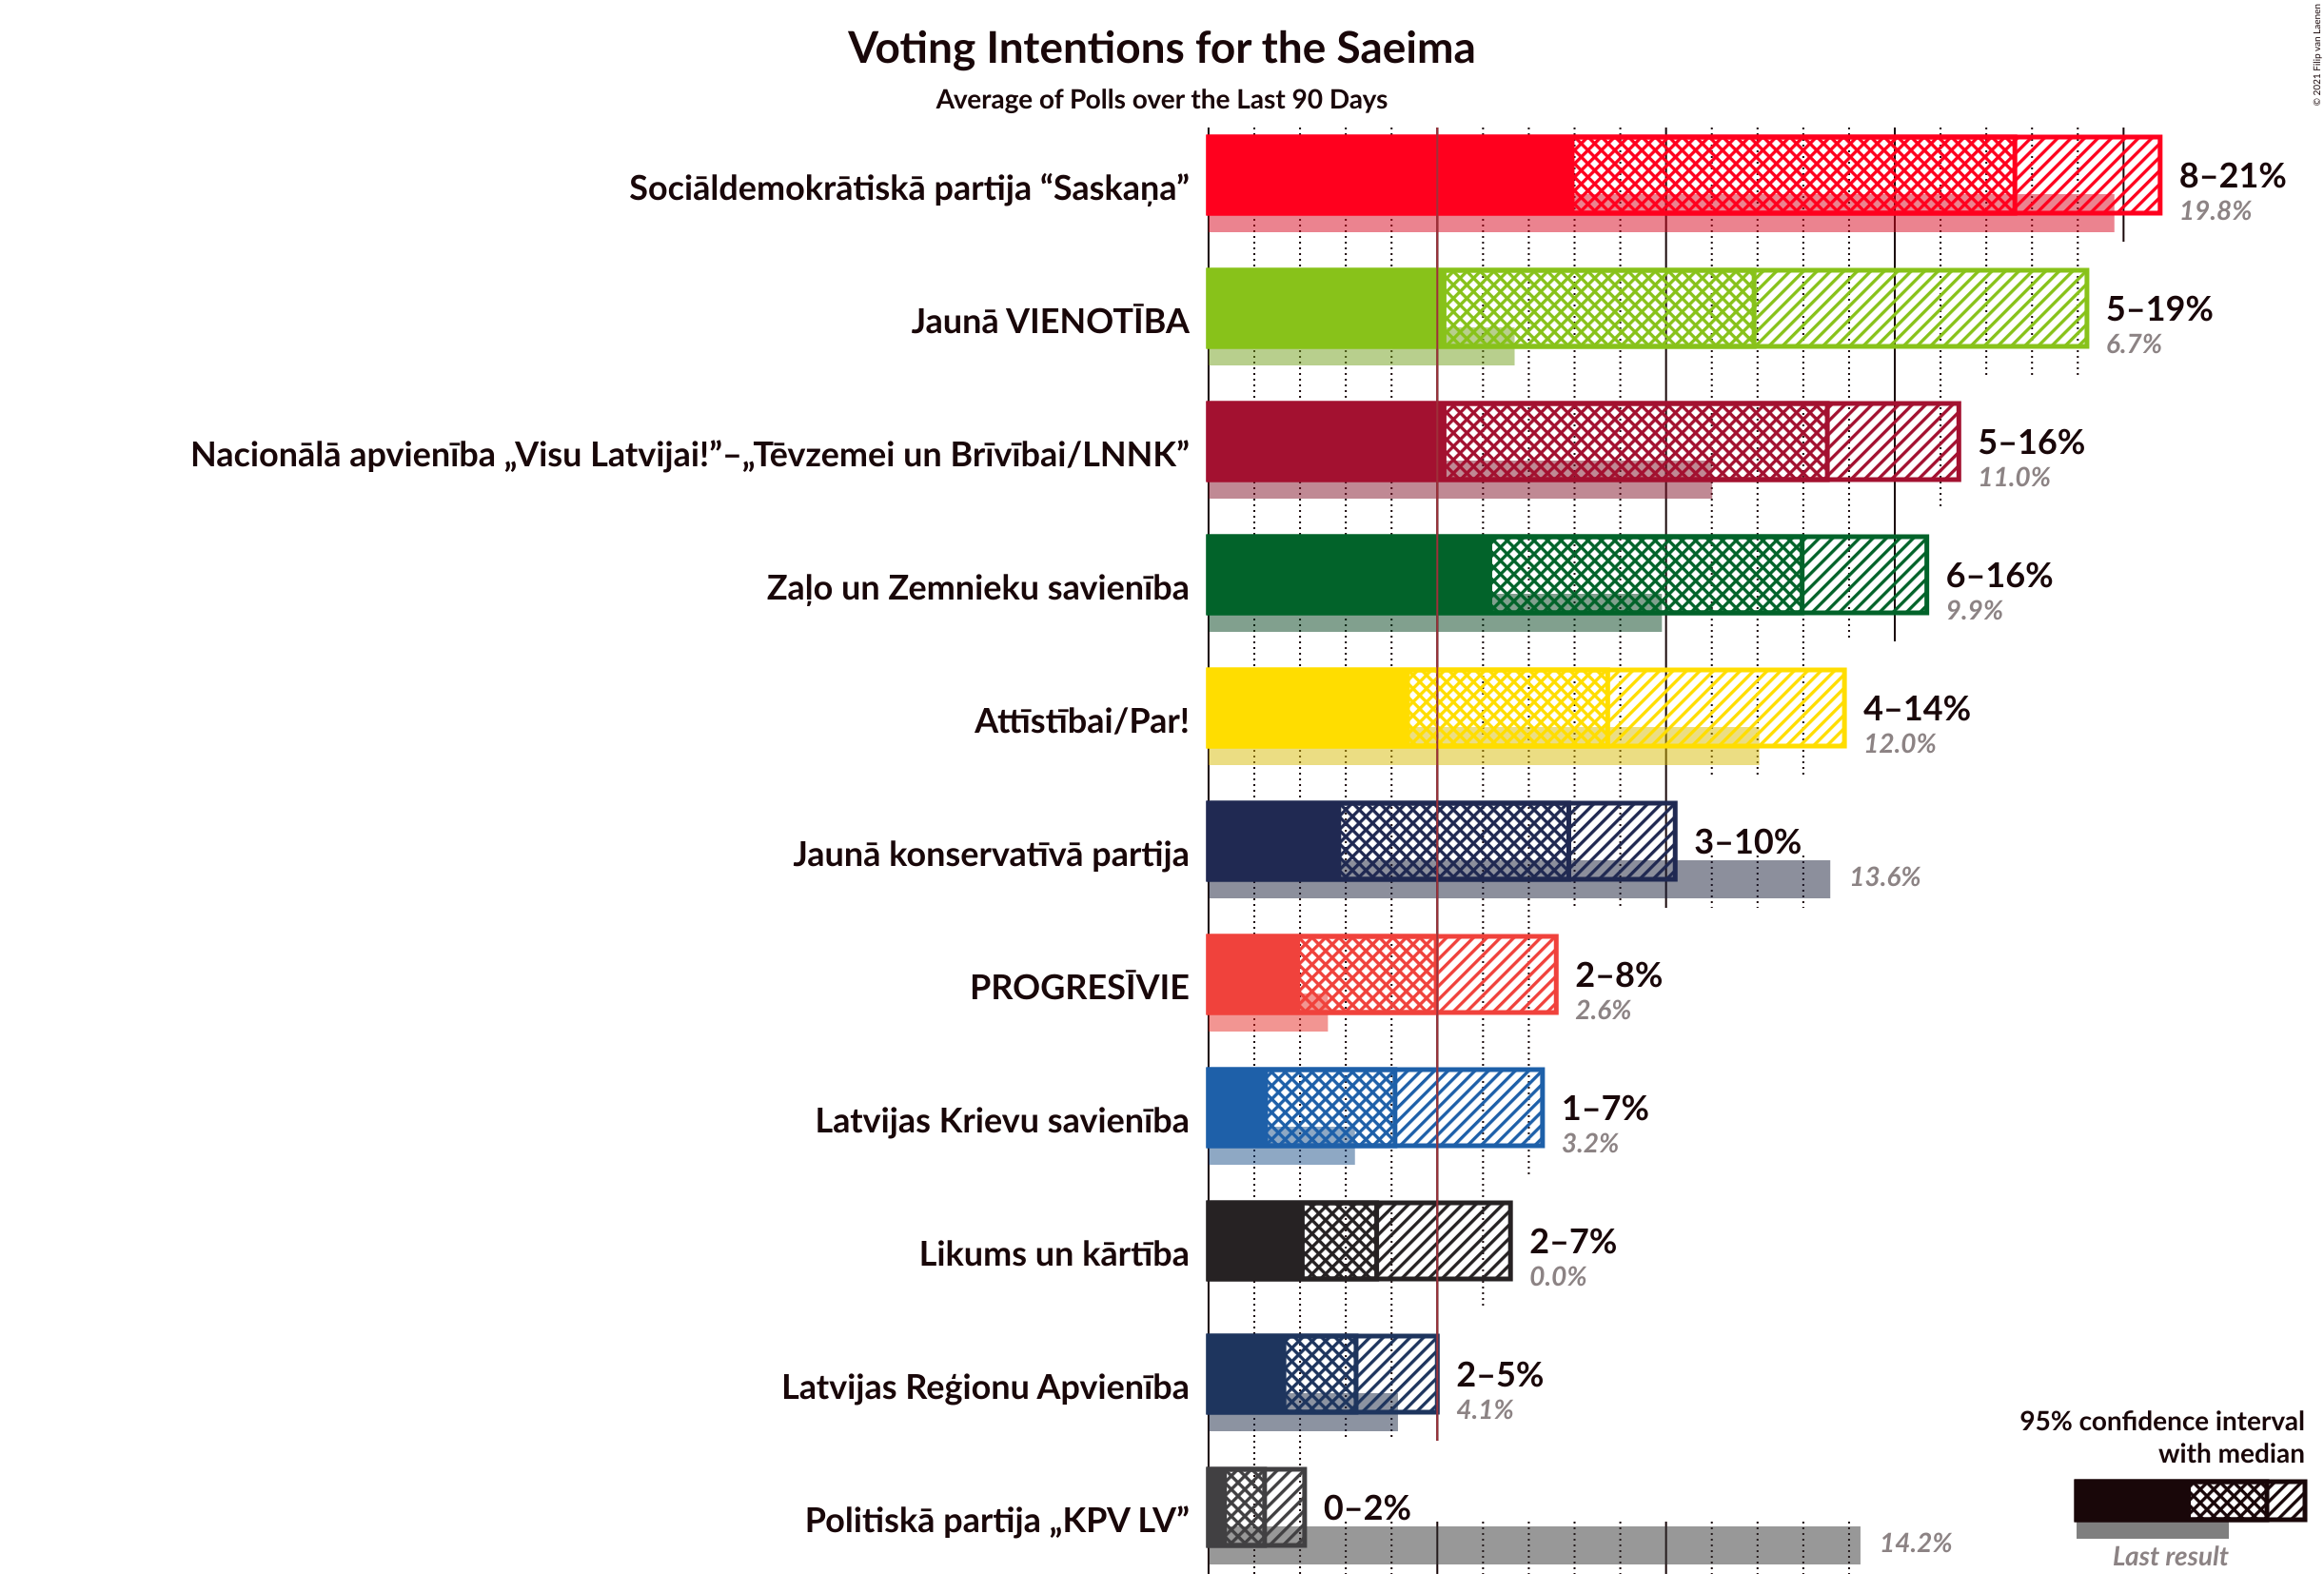 Voting Intentions for the Saeima
Average of Polls over the Last 90 Days
© 2021 Filip van Laenen
Sociāldemokrātiskā partija “Saskaņa”
8–21%
19.8%
Jaunā VIENOTĪBA
5–19%
6.7%
Nacionālā apvienība „Visu Latvijai!”–„Tēvzemei un Brīvībai/LNNK”
5–16%
11.0%
Zaļo un Zemnieku savienība
6–16%
9.9%
Attīstībai/Par!
4–14%
12.0%
Jaunā konservatīvā partija
3–10%
13.6%
PROGRESĪVIE
2–8%
2.6%
Latvijas Krievu savienība
1–7%
3.2%
Likums un kārtība
2–7%
0.0%
Latvijas Reģionu Apvienība
2–5%
4.1%
Politiskā partija „KPV LV”
0–2%
14.2%
95% confidence interval
with median
Last result